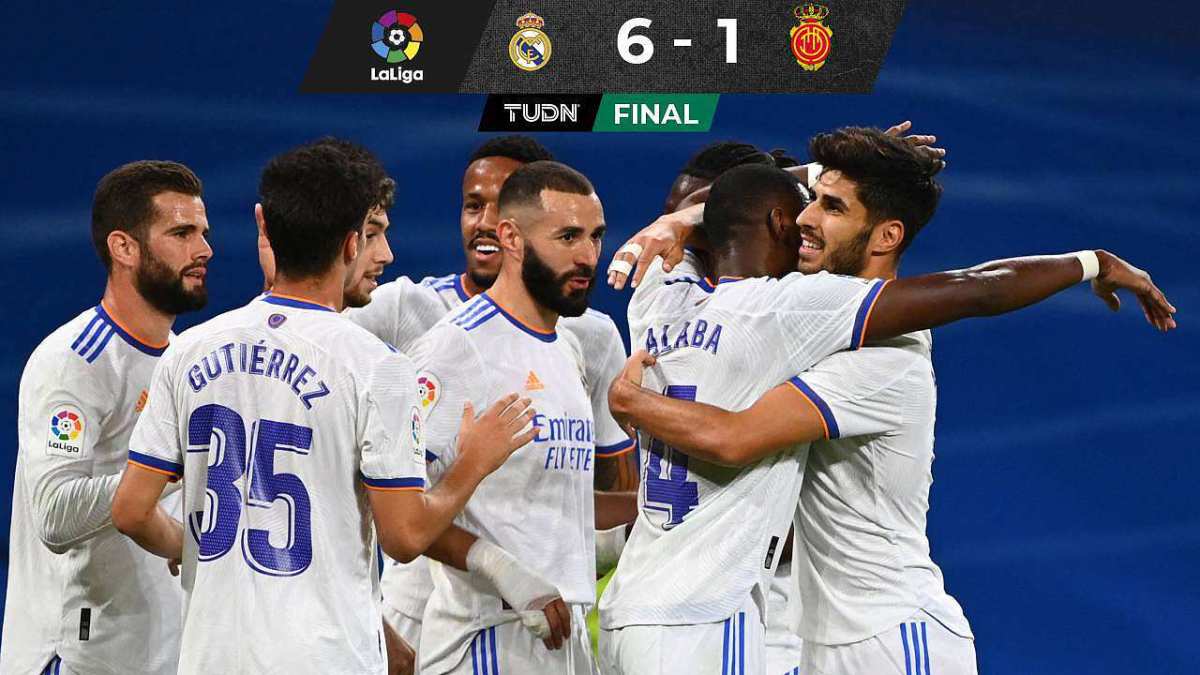 LaLiga
6 - 1
TUDN
FINAL
GUTIÉRREZ
35
LaLiga
Emirates
FLY BETTER
ALABA
4